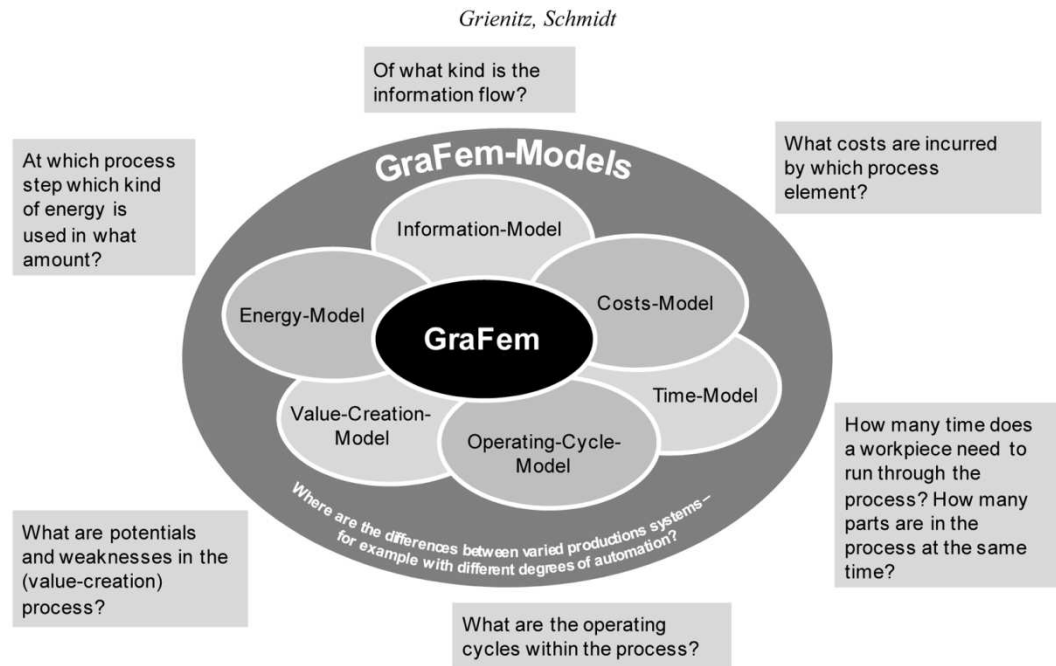 Grienitz, Schmidt
Of what kind is the
information flow?
At which process
step which kind
of energy is
used in what
amount?
What costs are incurred
by which process
element?
GraFem-Models
Information-Model
Energy-Model
Costs-Model
GraFem
Time-Model
Value-Creation-
Model
Operating-Cycle-
Model
Where are the differences between varied productions systems–
for example with different degrees of automation?
How many time does
a workpiece need to
run through the
process? How many
parts are in the
process at the same
time?
What are potentials
and weaknesses in the
(value-creation)
process?
What are the operating
cycles within the process?